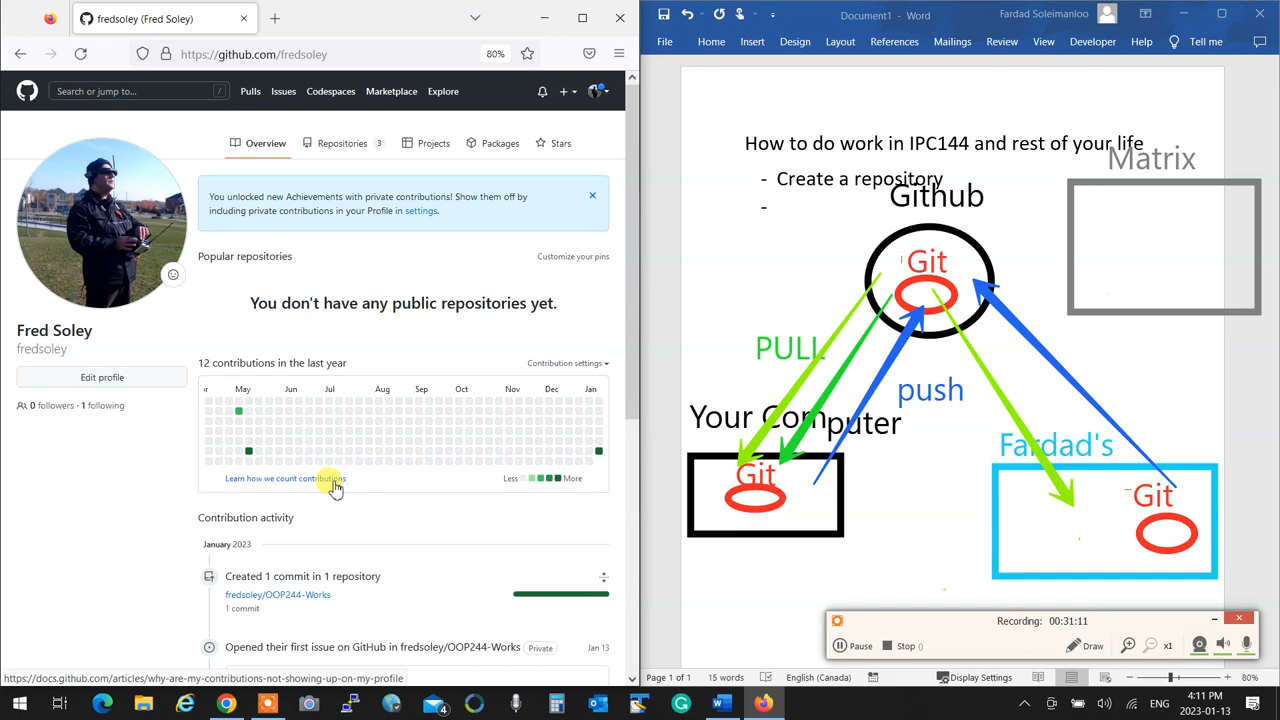 fredsoley (Fred Soley)
https://github.com/fredsoley
80%
Search or jump to...
/
Pulls
Issues
Codespaces
Marketplace
Explore
Overview
Repositories 3
Projects
Packages
Stars
You unlocked new Achievements with private contributions! Show them off by
including private contributions in your Profile in settings.
Popular repositories
Customize your pins
You don't have any public repositories yet.
Fred Soley
fredsoley
Edit profile
0 followers · 1 following
12 contributions in the last year
Contribution settings
May
Jun
Jul
Aug
Sep
Oct
Nov
Dec
Jan
Learn how we count contributions
Less
More
Contribution activity
January 2023
Created 1 commit in 1 repository
fredsoley/OOP244-Works
1 commit
Opened their first issue on GitHub in fredsoley/OOP244-Works
Private
Jan 13
https://docs.github.com/articles/why-are-my-contributions-not-showing-up-on-my-profile
Document1 - Word
Fardad Soleimanloo
File
Home
Insert
Design
Layout
References
Mailings
Review
View
Developer
Help
Tell me
How to do work in IPC144 and rest of your life
- Create a repository
-
Matrix
Github
Git
PULL
push
Your Computer
Git
Fardad's
Git
Recording: 00:31:11
Pause
Stop ()
Draw
x1
Page 1 of 1
15 words
English (Canada)
Display Settings
80%
4
ENG
4:11 PM
2023-01-13